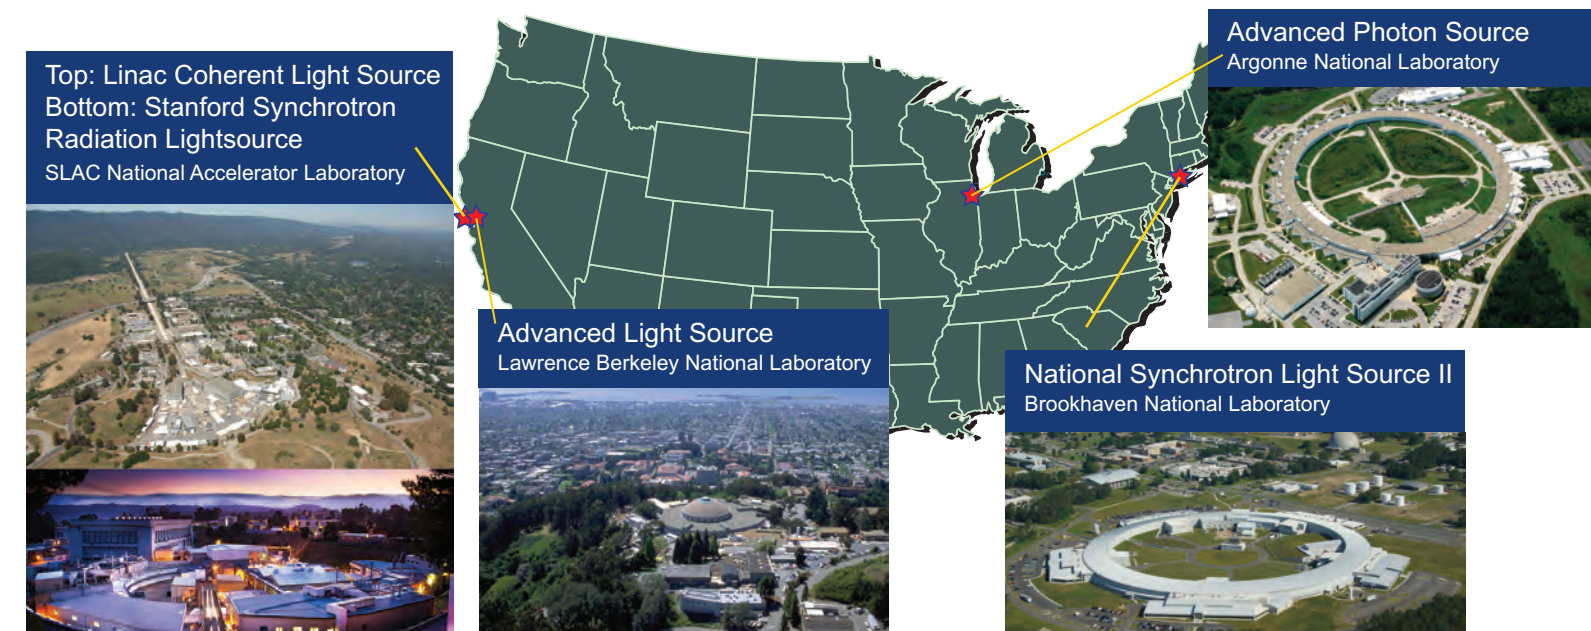 Top: Linac Coherent Light Source
Bottom: Stanford Synchrotron
Radiation Lightsource
SLAC National Accelerator Laboratory
Advanced Light Source
Lawrence Berkeley National Laboratory
Advanced Photon Source
Argonne National Laboratory
National Synchrotron Light Source II
Brookhaven National Laboratory